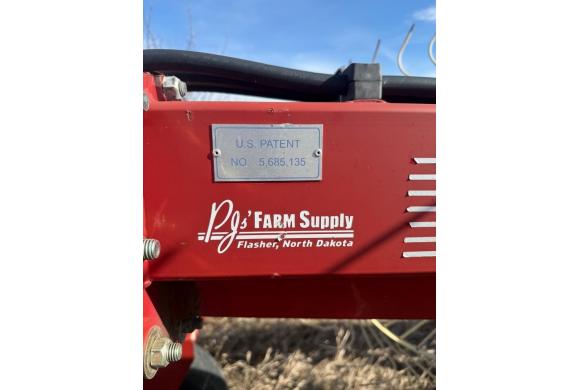 U.S. PATENT
NO. 5,685,135
PJs' FARM Supply
Flasher, North Dakota